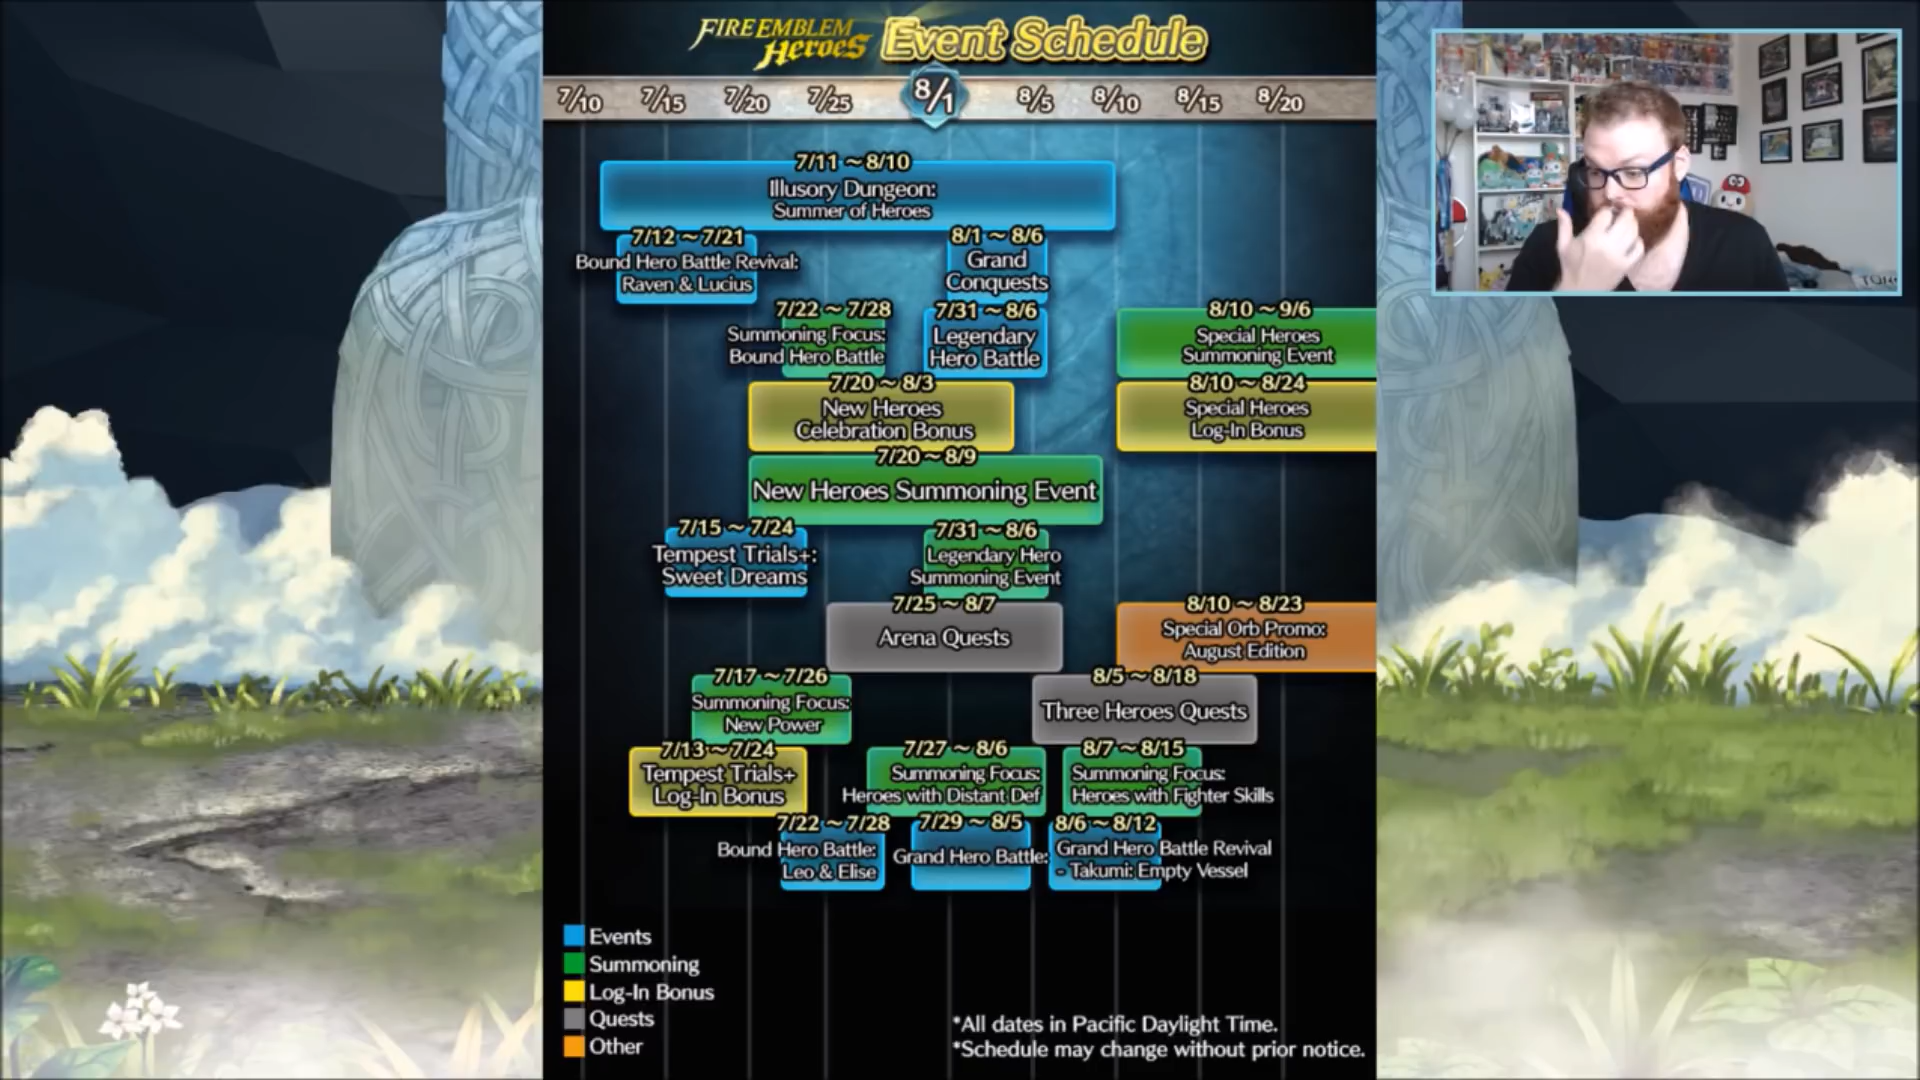 FIRE EMBLEM Heroes Event Schedule
7/10 7/15 7/20 7/25 8/1 8/5 8/10 8/15 8/20
7/11 ~ 8/10
Illusory Dungeon:
Summer of Heroes
7/12 ~ 7/21
Bound Hero Battle Revival:
Raven & Lucius
8/1 ~ 8/6
Grand
Conquests
7/22 ~ 7/28
Summoning Focus:
Bound Hero Battle
7/31 ~ 8/6
Legendary
Hero Battle
8/10 ~ 9/6
Special Heroes
Summoning Event
7/20 ~ 8/3
New Heroes
Celebration Bonus
8/10 ~ 8/24
Special Heroes
Log-In Bonus
7/20 ~ 8/9
New Heroes Summoning Event
7/15 ~ 7/24
Tempest Trials+:
Sweet Dreams
7/31 ~ 8/6
Legendary Hero
Summoning Event
7/25 ~ 8/7
Arena Quests
8/10 ~ 8/23
Special Orb Promo:
August Edition
7/17 ~ 7/26
Summoning Focus:
New Power
8/5 ~ 8/18
Three Heroes Quests
7/13 ~ 7/24
Tempest Trials+
Log-In Bonus
7/27 ~ 8/6
Summoning Focus:
Heroes with Distant Def
8/7 ~ 8/15
Summoning Focus:
Heroes with Fighter Skills
7/22 ~ 7/28
Bound Hero Battle:
Leo & Elise
7/29 ~ 8/5
Grand Hero Battle:
8/6 ~ 8/12
Grand Hero Battle Revival
- Takumi: Empty Vessel
Events
Summoning
Log-In Bonus
Quests
Other
*All dates in Pacific Daylight Time.
*Schedule may change without prior notice.